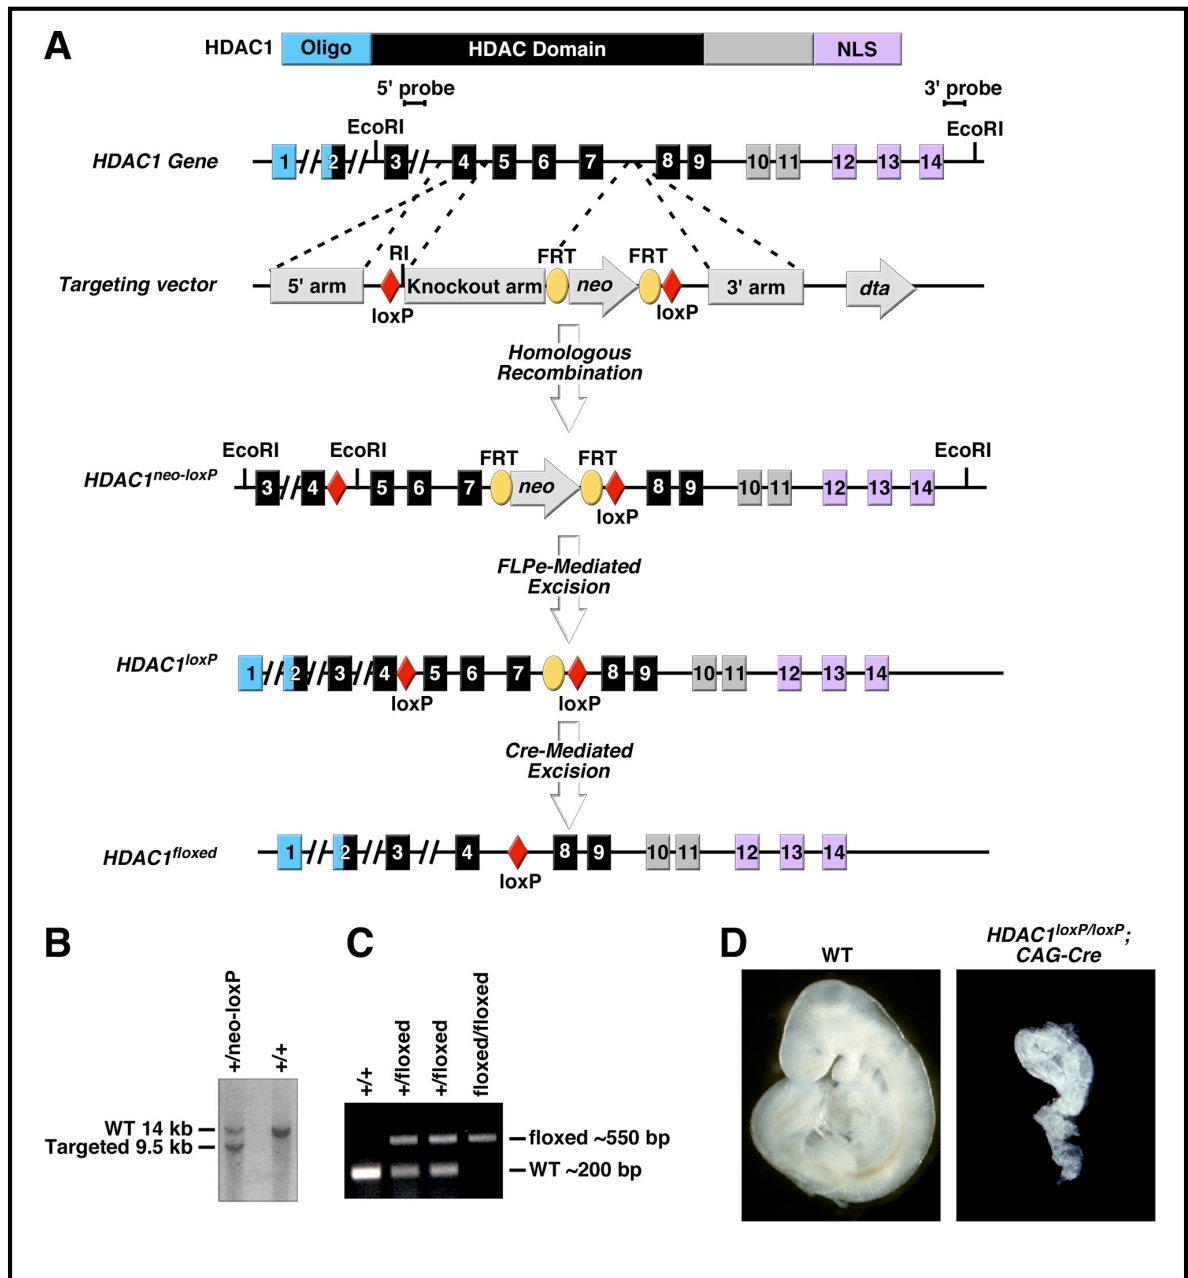 A
HDAC1 Oligo HDAC Domain NLS
5' probe 3' probe
EcoRI EcoRI
HDAC1 Gene 1 2 3 4 5 6 7 8 9 10 11 12 13 14
RI FRT FRT
Targeting vector 5' arm Knockout arm neo 3' arm dta
loxP loxP
Homologous
Recombination
EcoRI EcoRI FRT FRT EcoRI
HDAC1neo-loxP 3 4 5 6 7 neo 8 9 10 11 12 13 14
loxP
FLPe-Mediated
Excision
HDAC1loxP 1 2 3 4 5 6 7 8 9 10 11 12 13 14
loxP loxP
Cre-Mediated
Excision
HDAC1floxed 1 2 3 4 8 9 10 11 12 13 14
loxP
B
+/neo-loxP
+/+
WT 14 kb
Targeted 9.5 kb
C
+/+
+/floxed
+/floxed
floxed/floxed
floxed ~550 bp
WT ~200 bp
D
WT
HDAC1loxP/loxP;
CAG-Cre